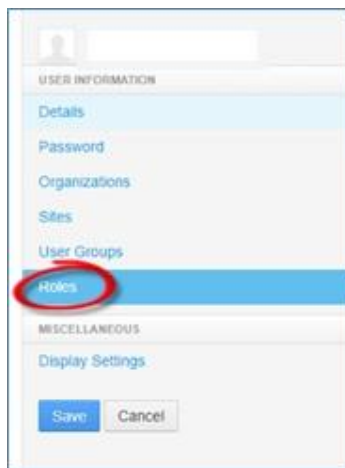 USER INFORMATION
Details
Password
Organizations
Sites
User Groups
Roles
MISCELLANEOUS
Display Settings
Save Cancel